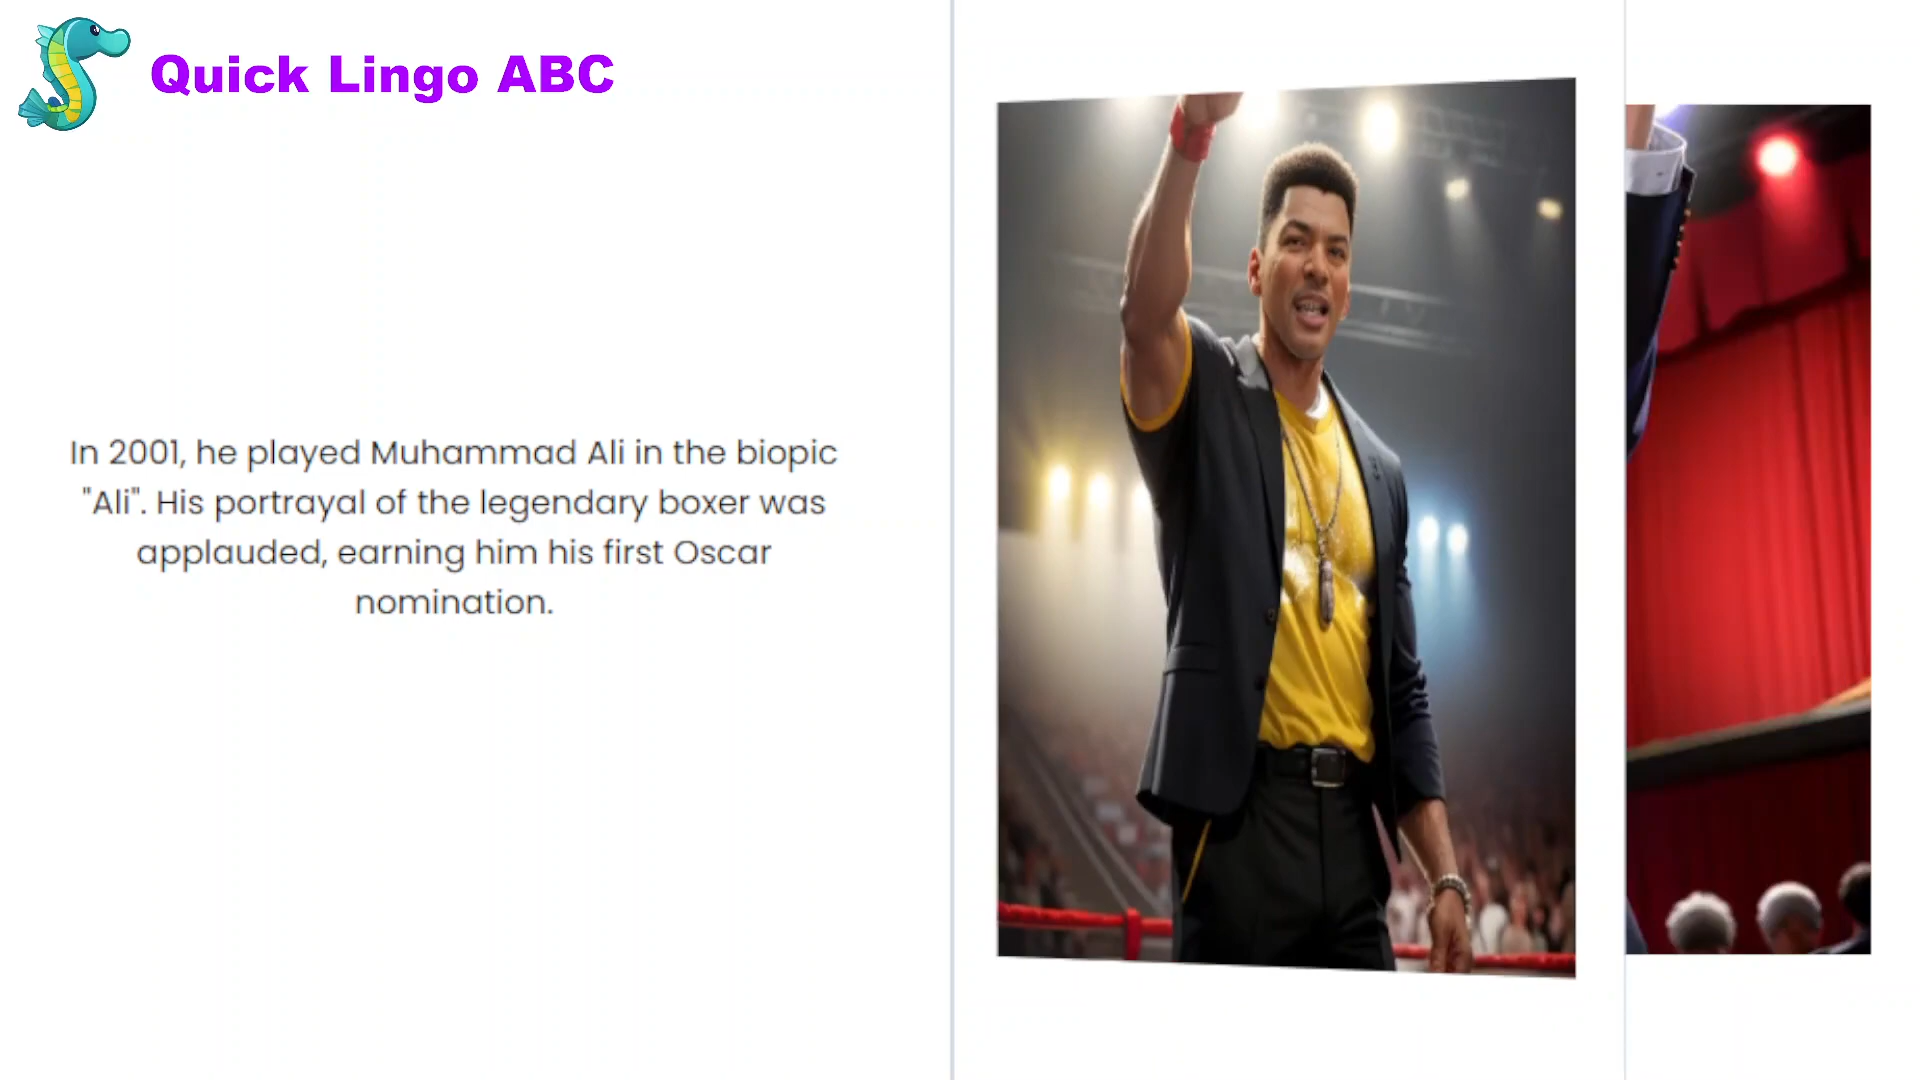 Quick Lingo ABC
In 2001, he played Muhammad Ali in the biopic
"Ali". His portrayal of the legendary boxer was
applauded, earning him his first Oscar
nomination.